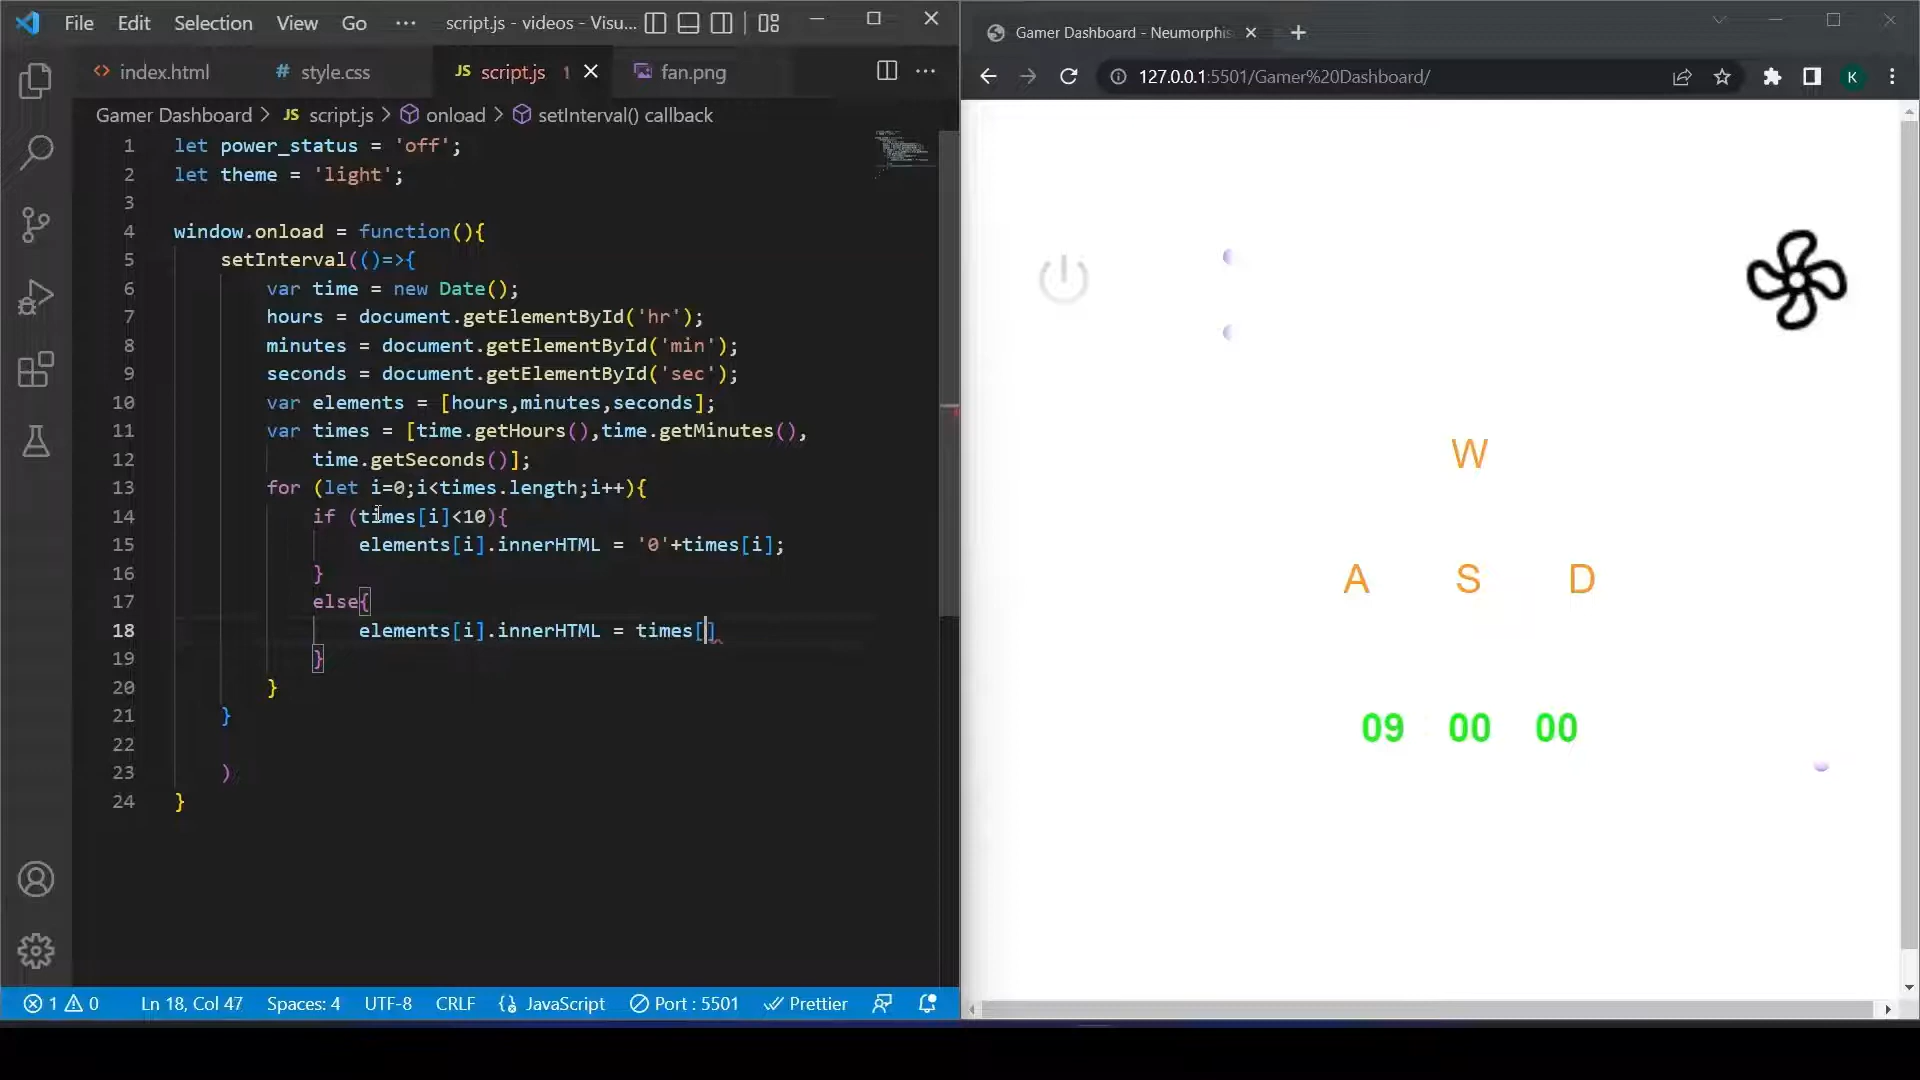 File Edit Selection View Go ··· script.js - videos - Visu...
index.html # style.css JS script.js 1 fan.png
Gamer Dashboard > JS script.js > onload > setInterval() callback
1 let power_status = 'off';
2 let theme = 'light';
3
4 window.onload = function(){
5 setInterval(()=>{
6 var time = new Date();
7 hours = document.getElementById('hr');
8 minutes = document.getElementById('min');
9 seconds = document.getElementById('sec');
10 var elements = [hours,minutes,seconds];
11 var times = [time.getHours(),time.getMinutes(),
12 time.getSeconds()];
13 for (let i=0;i<times.length;i++){
14 if (times[i]<10){
15 elements[i].innerHTML = '0'+times[i];
16 }
17 else{
18 elements[i].innerHTML = times[]
19 }
20 }
21 }
22
23 )
24 }
1 0 Ln 18, Col 47 Spaces: 4 UTF-8 CRLF {} JavaScript Port : 5501 Prettier
Gamer Dashboard - Neumorphis
127.0.0.1:5501/Gamer%20Dashboard/
K
W
A S D
09 00 00